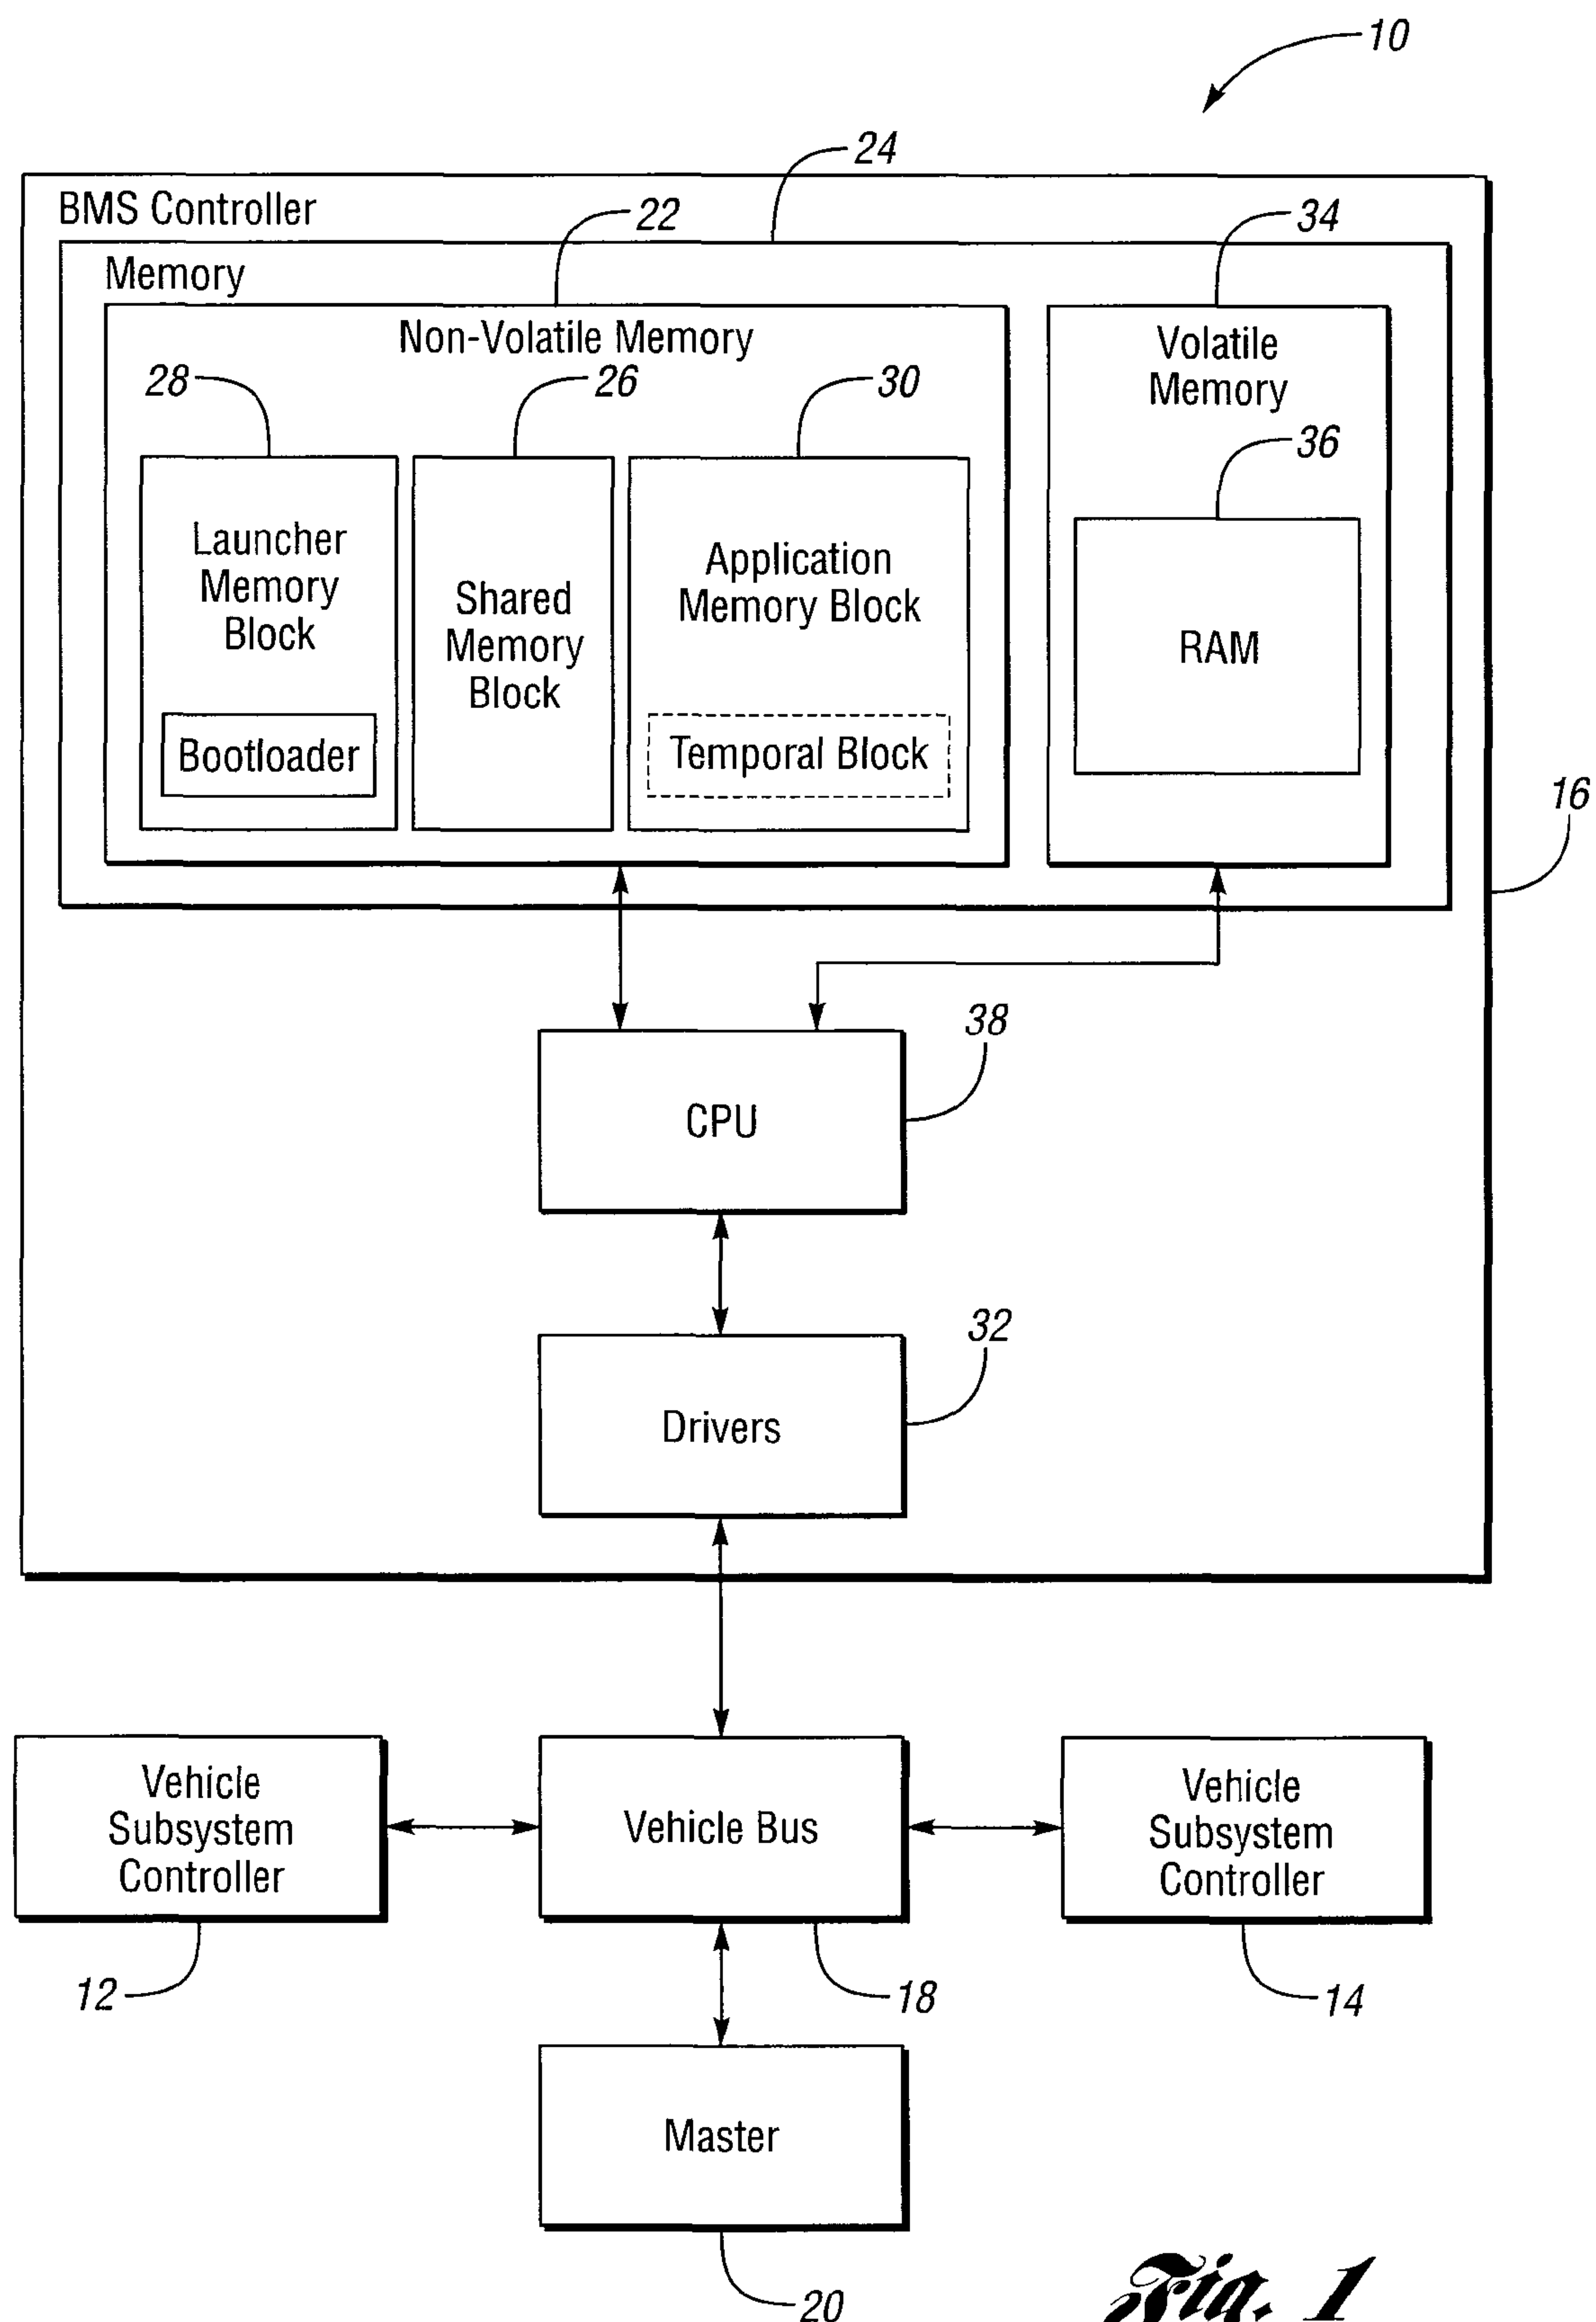 10
24
BMS Controller
22
34
Memory
Non-Volatile Memory
Volatile
Memory
28
26
30
36
Launcher
Memory
Block
Shared
Memory
Block
Application
Memory Block
RAM
Bootloader
Temporal Block
16
38
CPU
32
Drivers
Vehicle
Subsystem
Controller
Vehicle Bus
Vehicle
Subsystem
Controller
12
18
14
Master
20
Fig. 1